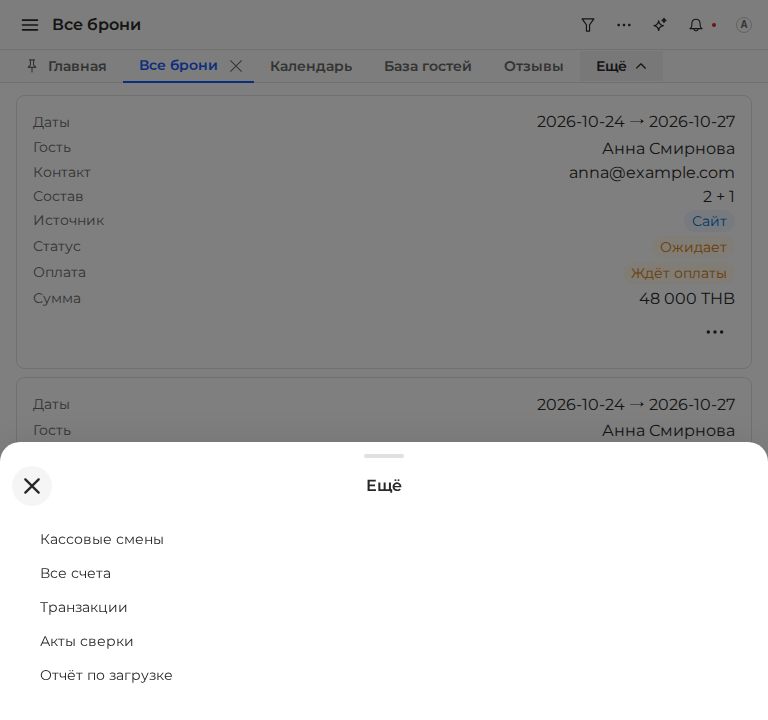 Все брони
A
Главная
Все брони
Календарь
База гостей
Отзывы
Ещё
Даты
2026-10-24 → 2026-10-27
Гость
Анна Смирнова
Контакт
anna@example.com
Состав
2 + 1
Источник
Сайт
Статус
Ожидает
Оплата
Ждёт оплаты
Сумма
48 000 THB
Даты
2026-10-24 → 2026-10-27
Гость
Анна Смирнова
Ещё
Кассовые смены
Все счета
Транзакции
Акты сверки
Отчёт по загрузке